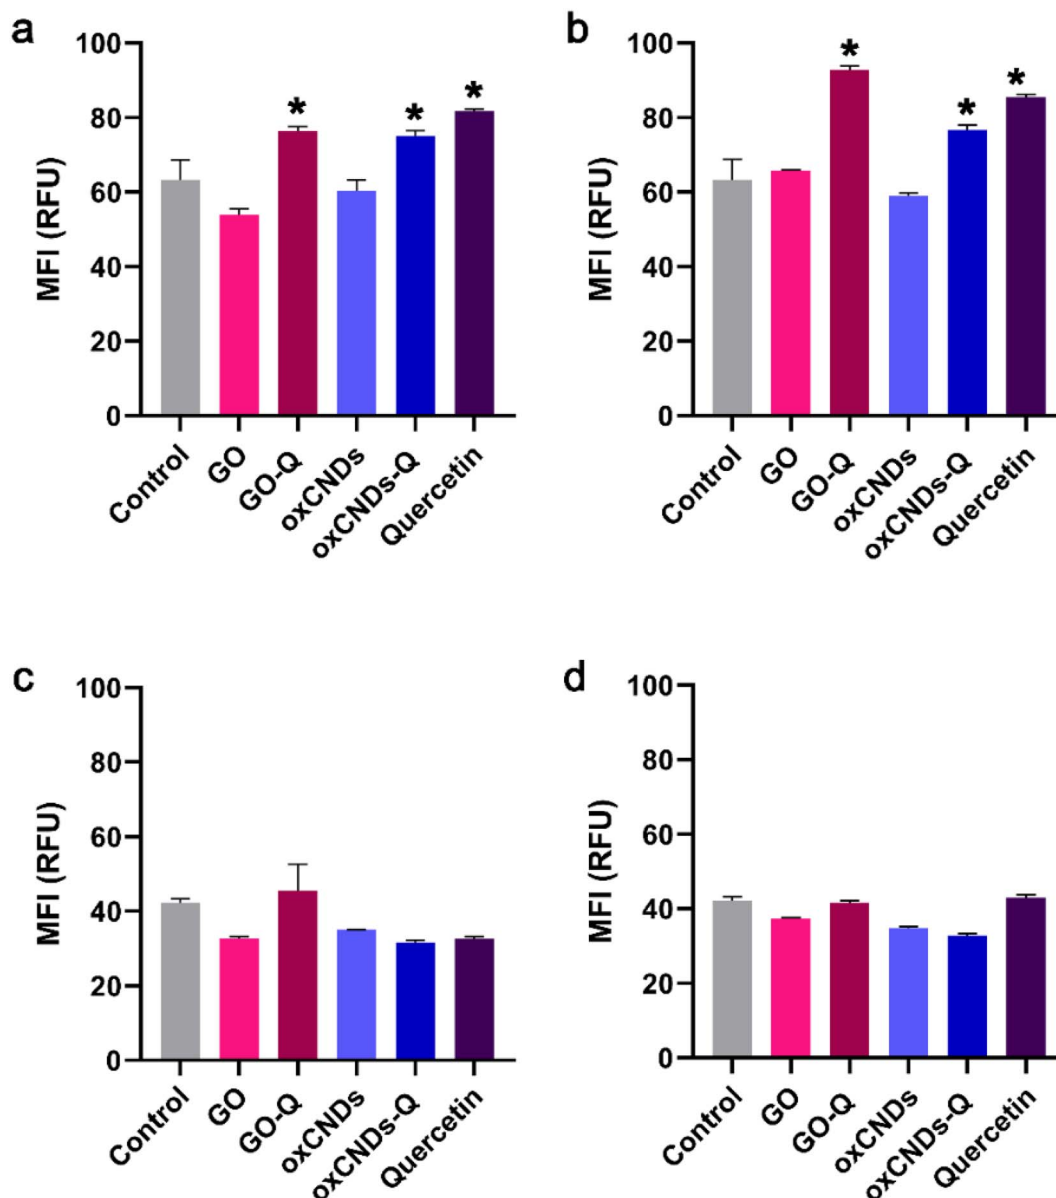 a
100
80
60
40
20
0
MFI (RFU)
*
*
*
Control
GO
GO-Q
oxCNDs
oxCNDs-Q
Quercetin
b
100
80
60
40
20
0
MFI (RFU)
*
*
*
Control
GO
GO-Q
oxCNDs
oxCNDs-Q
Quercetin
c
100
80
60
40
20
0
MFI (RFU)
Control
GO
GO-Q
oxCNDs
oxCNDs-Q
Quercetin
d
100
80
60
40
20
0
MFI (RFU)
Control
GO
GO-Q
oxCNDs
oxCNDs-Q
Quercetin